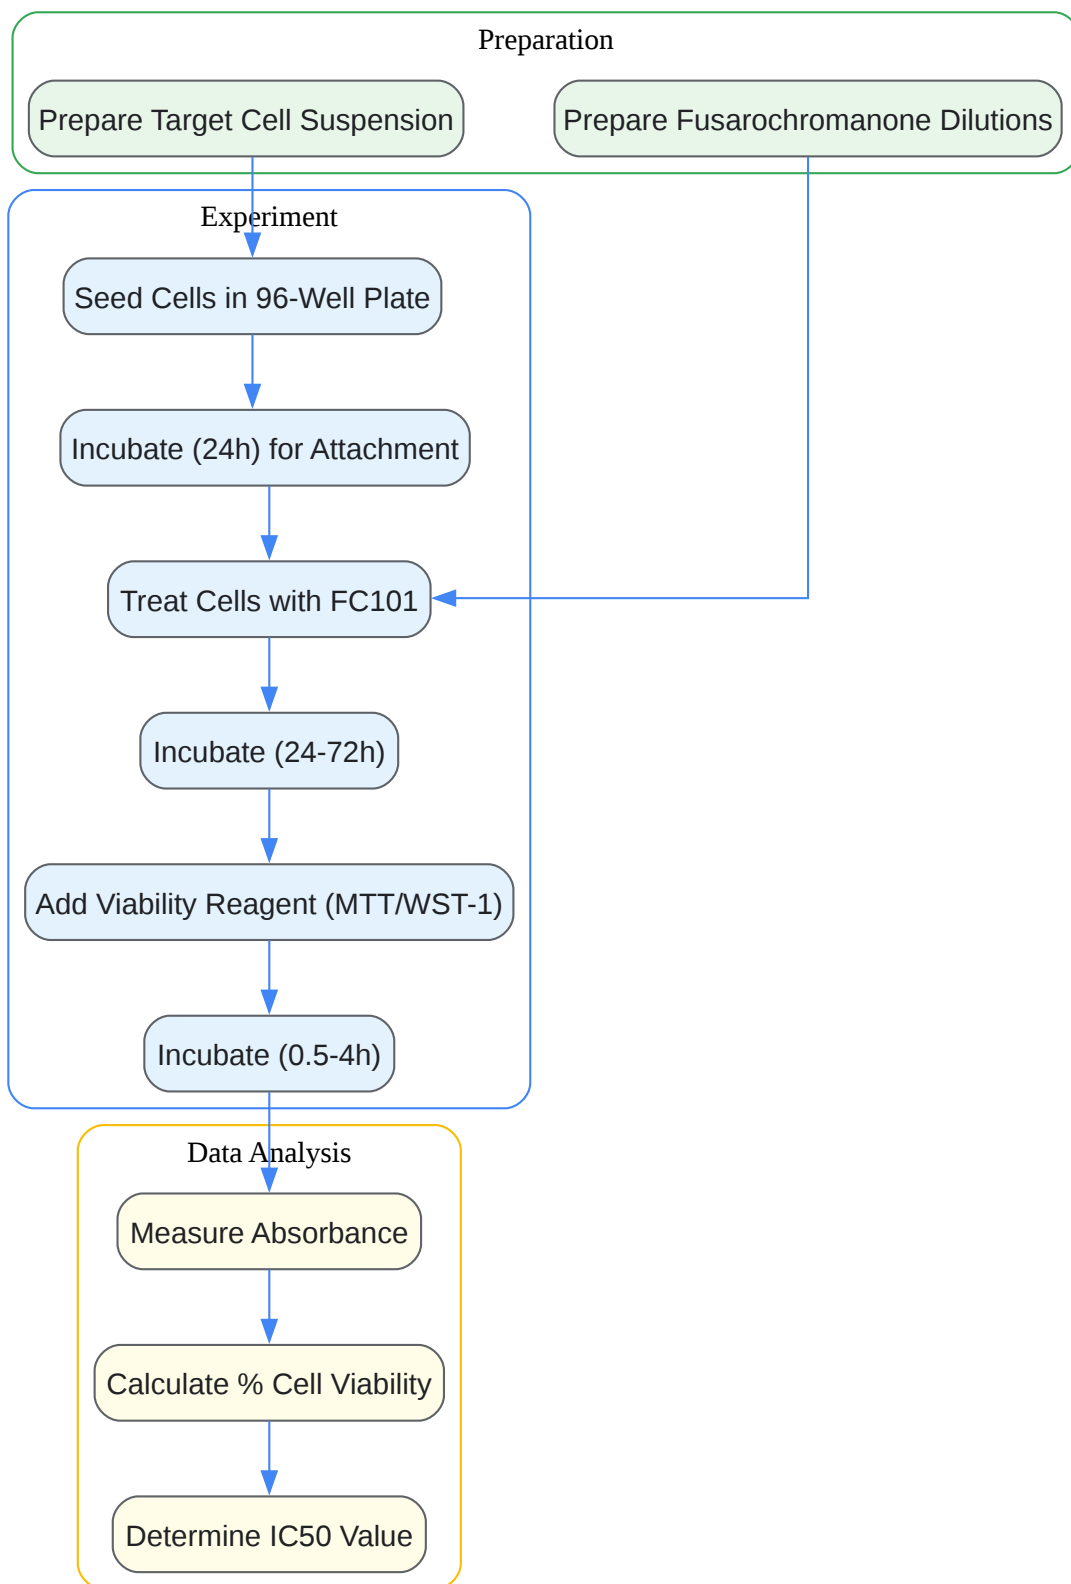 Preparation
Prepare Target Cell Suspension
Prepare Fusarochromanone Dilutions
Experiment
Seed Cells in 96-Well Plate
Incubate (24h) for Attachment
Treat Cells with FC101
Incubate (24-72h)
Add Viability Reagent (MTT/WST-1)
Incubate (0.5-4h)
Data Analysis
Measure Absorbance
Calculate % Cell Viability
Determine IC50 Value